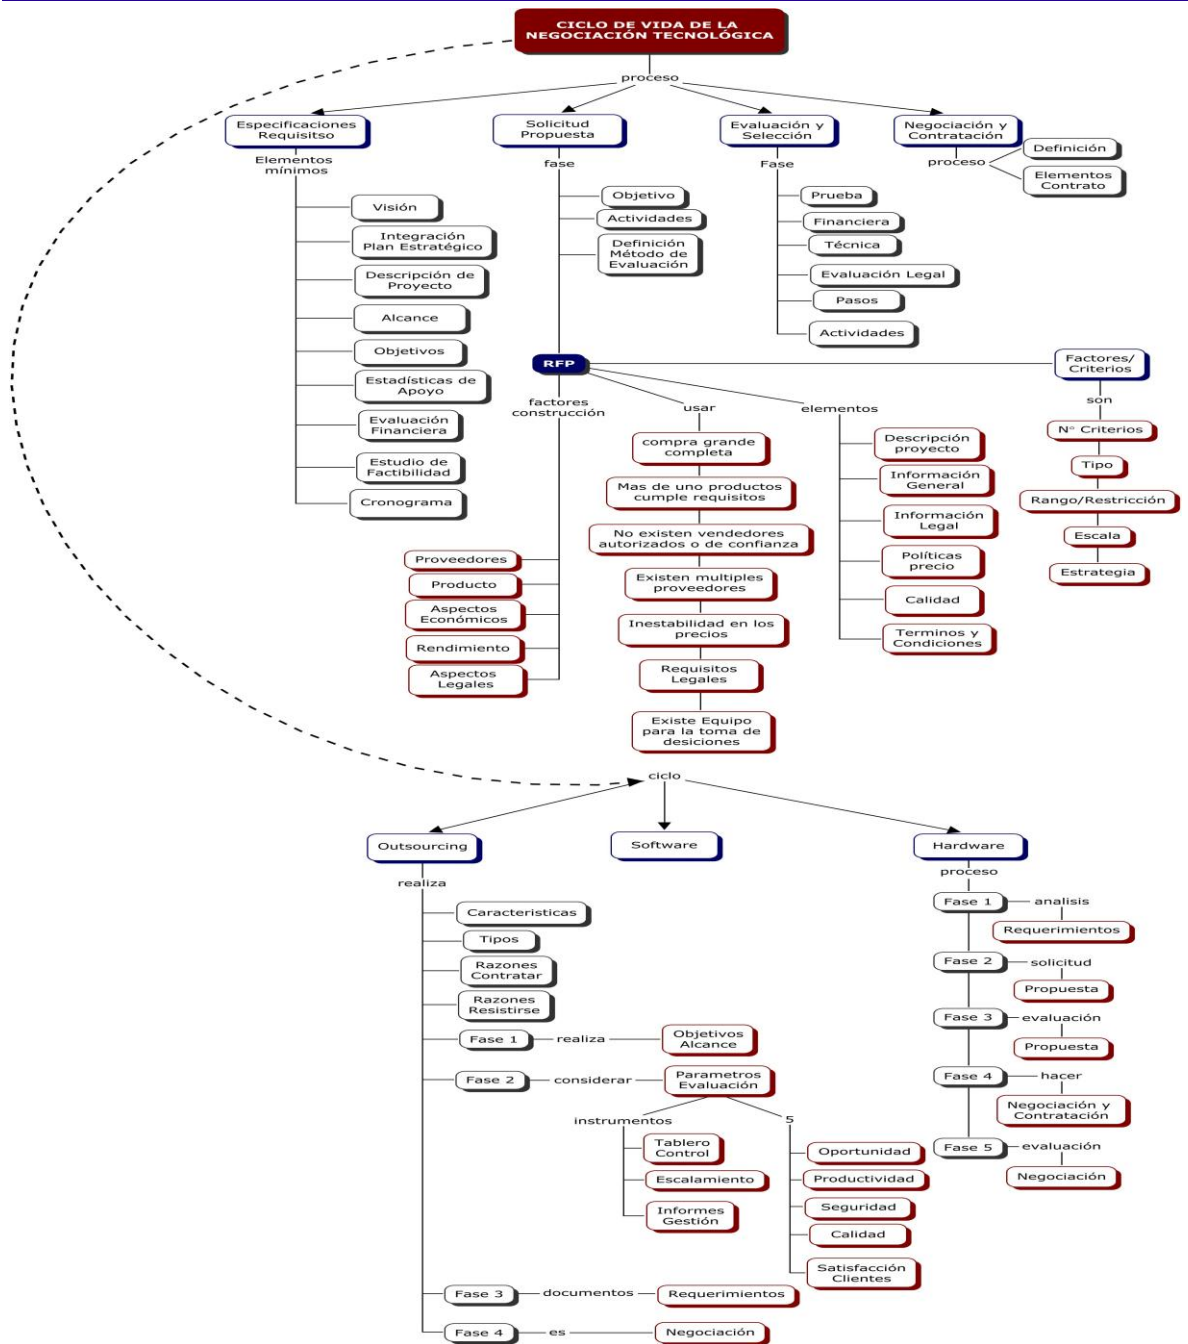 CICLO DE VIDA DE LA
NEGOCIACIÓN TECNOLÓGICA
proceso
Especificaciones
Requisitso
Solicitud
Propuesta
Evaluación y
Selección
Negociación y
Contratación
Elementos
mínimos
Visión
Integración
Plan Estratégico
Descripción de
Proyecto
Alcance
Objetivos
Estadísticas de
Apoyo
Evaluación
Financiera
Estudio de
Factibilidad
Cronograma
fase
Objetivo
Actividades
Definición
Método de
Evaluación
Fase
Prueba
Financiera
Técnica
Evaluación Legal
Pasos
Actividades
proceso
Definición
Elementos
Contrato
RFP
factores
construcción
Proveedores
Producto
Aspectos
Económicos
Rendimiento
Aspectos
Legales
usar
compra grande
completa
Mas de uno productos
cumple requisitos
No existen vendedores
autorizados o de confianza
Existen multiples
proveedores
Inestabilidad en los
precios
Requisitos
Legales
Existe Equipo
para la toma de
desiciones
elementos
Descripción
proyecto
Información
General
Información
Legal
Políticas
precio
Calidad
Terminos y
Condiciones
Factores/
Criterios
son
N° Criterios
Tipo
Rango/Restricción
Escala
Estrategia
ciclo
Outsourcing
Software
Hardware
realiza
Caracteristicas
Tipos
Razones
Contratar
Razones
Resistirse
Fase 1 realiza Objetivos
Alcance
Fase 2 considerar Parametros
Evaluación
instrumentos
Tablero
Control
Escalamiento
Informes
Gestión
5
Oportunidad
Productividad
Seguridad
Calidad
Satisfacción
Clientes
Fase 3 documentos Requerimientos
Fase 4 es Negociación
proceso
Fase 1 analisis
Requerimientos
Fase 2 solicitud
Propuesta
Fase 3 evaluación
Propuesta
Fase 4 hacer
Negociación y
Contratación
Fase 5 evaluación
Negociación